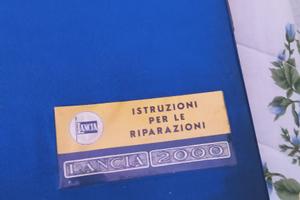 LANCIA
ISTRUZIONI
PER LE
RIPARAZIONI
LANCIA 2000